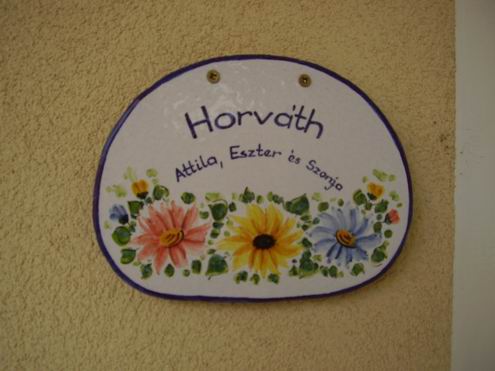 Horváth
Attila, Eszter és Szonja